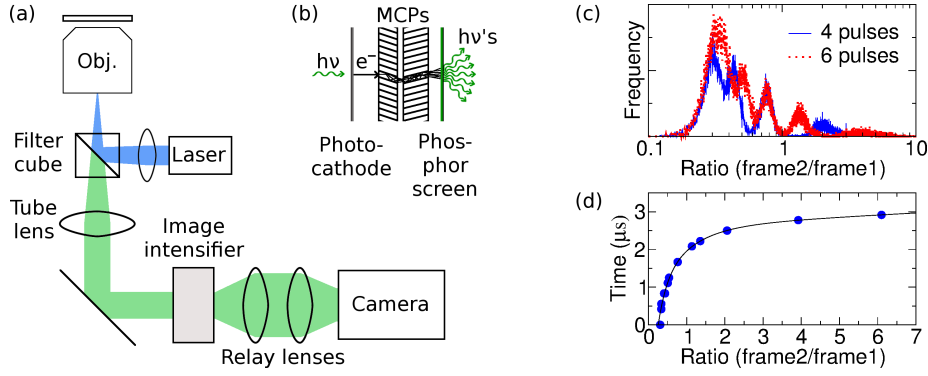 (a)
Obj.
Filter
cube
Laser
Tube
lens
Image
intensifier
Camera
Relay lenses
(b)
MCPs
hν's
hν
e⁻
Photo-
cathode
Phos-
phor
screen
(c)
Frequency
4 pulses
6 pulses
0.1 1 10
Ratio (frame2/frame1)
(d)
Time (μs)
3
2
1
0
0 1 2 3 4 5 6 7
Ratio (frame2/frame1)